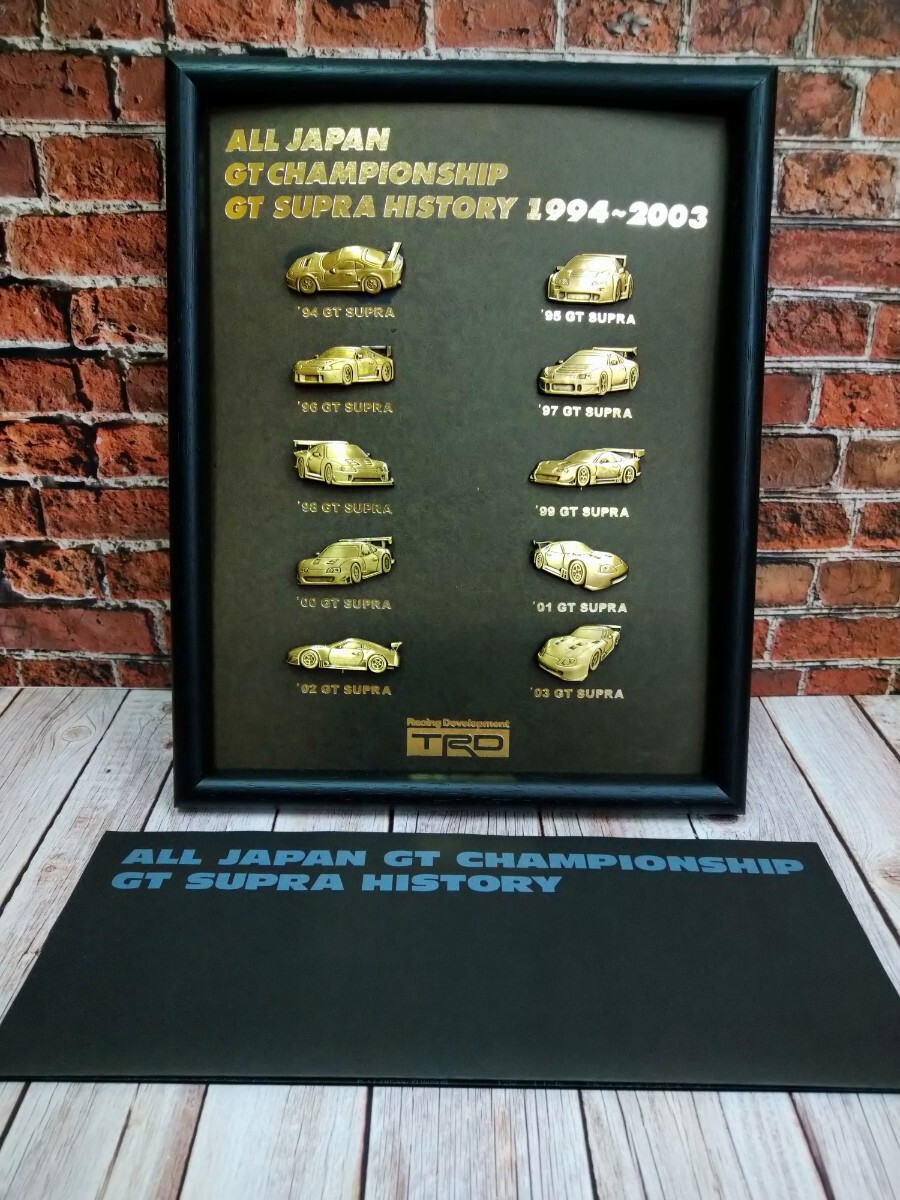 ALL JAPAN
GT CHAMPIONSHIP
GT SUPRA HISTORY 1994~2003
'94 GT SUPRA
'95 GT SUPRA
'96 GT SUPRA
'97 GT SUPRA
'98 GT SUPRA
'99 GT SUPRA
'00 GT SUPRA
'01 GT SUPRA
'02 GT SUPRA
'03 GT SUPRA
Racing Development
TRD
ALL JAPAN GT CHAMPIONSHIP
GT SUPRA HISTORY